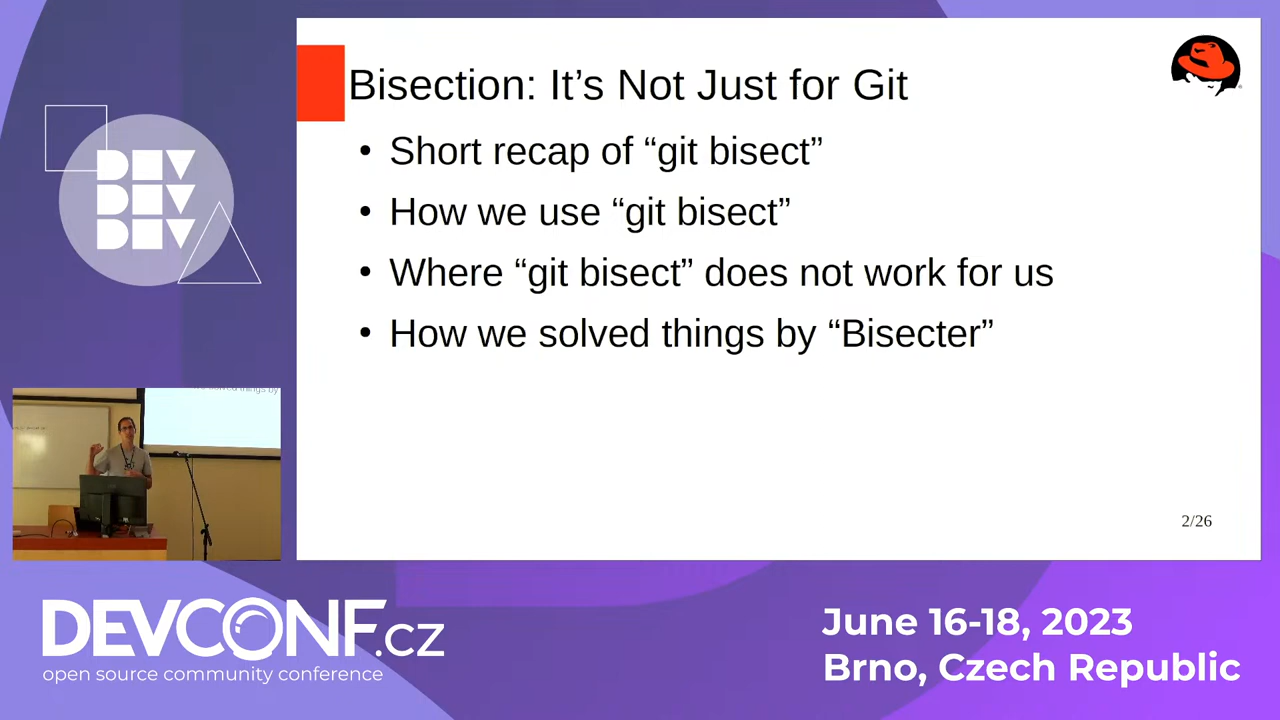 Bisection: It’s Not Just for Git
• Short recap of “git bisect”
• How we use “git bisect”
• Where “git bisect” does not work for us
• How we solved things by “Bisecter”
2/26
DEV
DEV
DEV
DEVCONF.cz
open source community conference
June 16-18, 2023
Brno, Czech Republic